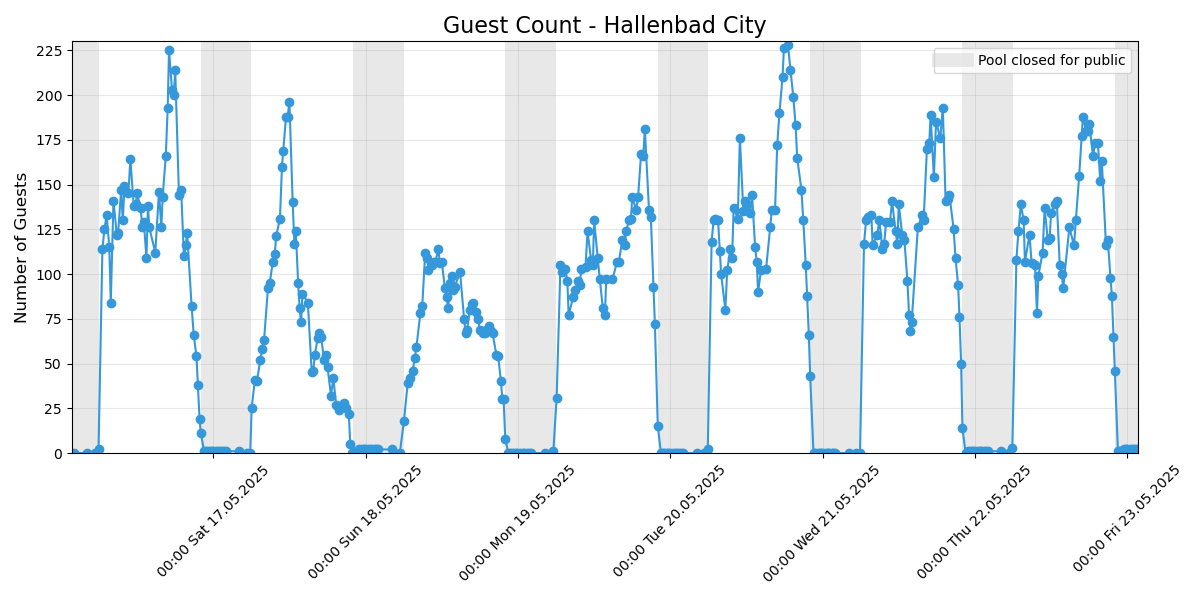 Guest Count - Hallenbad City
Number of Guests
225
200
175
150
125
100
75
50
25
0
Pool closed for public
00:00 Sat 17.05.2025
00:00 Sun 18.05.2025
00:00 Mon 19.05.2025
00:00 Tue 20.05.2025
00:00 Wed 21.05.2025
00:00 Thu 22.05.2025
00:00 Fri 23.05.2025